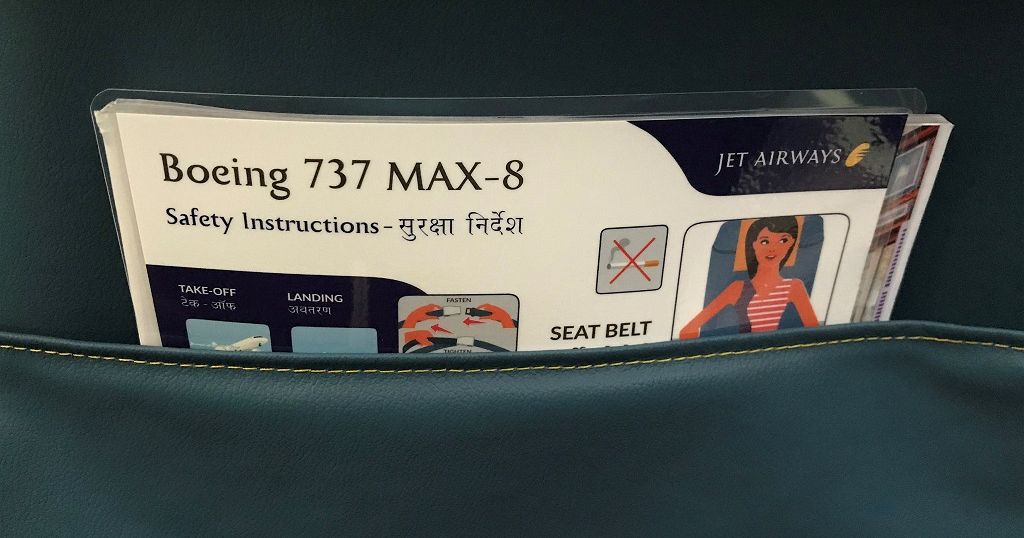 JET AIRWAYS
Boeing 737 MAX-8
Safety Instructions - सुरक्षा निर्देश
TAKE-OFF
टेक - ऑफ
LANDING
अवतरण
FASTEN
TIGHTEN
SEAT BELT